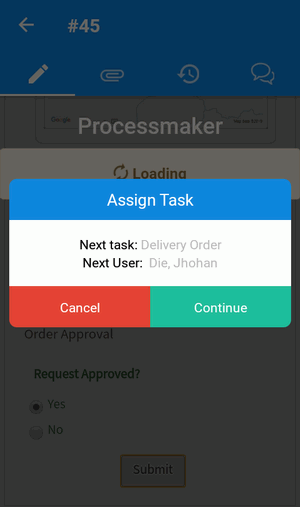 #45
Processmaker
Loading
Assign Task
Next task: Delivery Order
Next User: Die, Jhohan
Cancel
Continue
Order Approval
Request Approved?
Yes
No
Submit